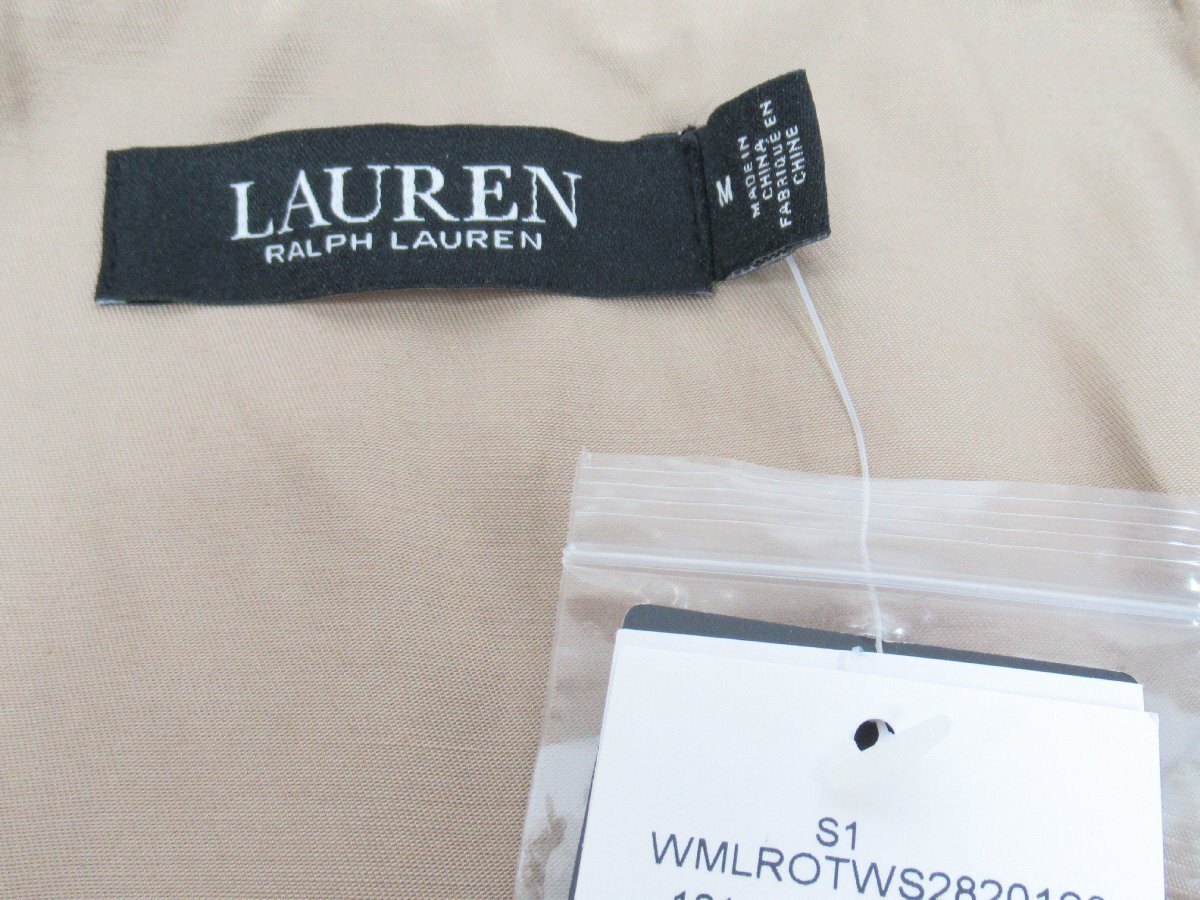 LAUREN
RALPH LAUREN
M
MADE IN
CHINA
FABRIQUE EN
CHINE
S1